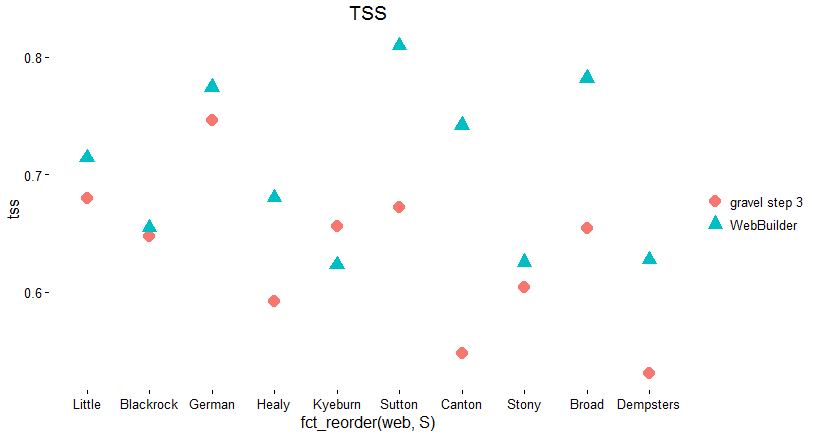 TSS
0.8
0.7
0.6
tss
gravel step 3
WebBuilder
Little Blackrock German Healy Kyeburn Sutton Canton Stony Broad Dempsters
fct_reorder(web, S)